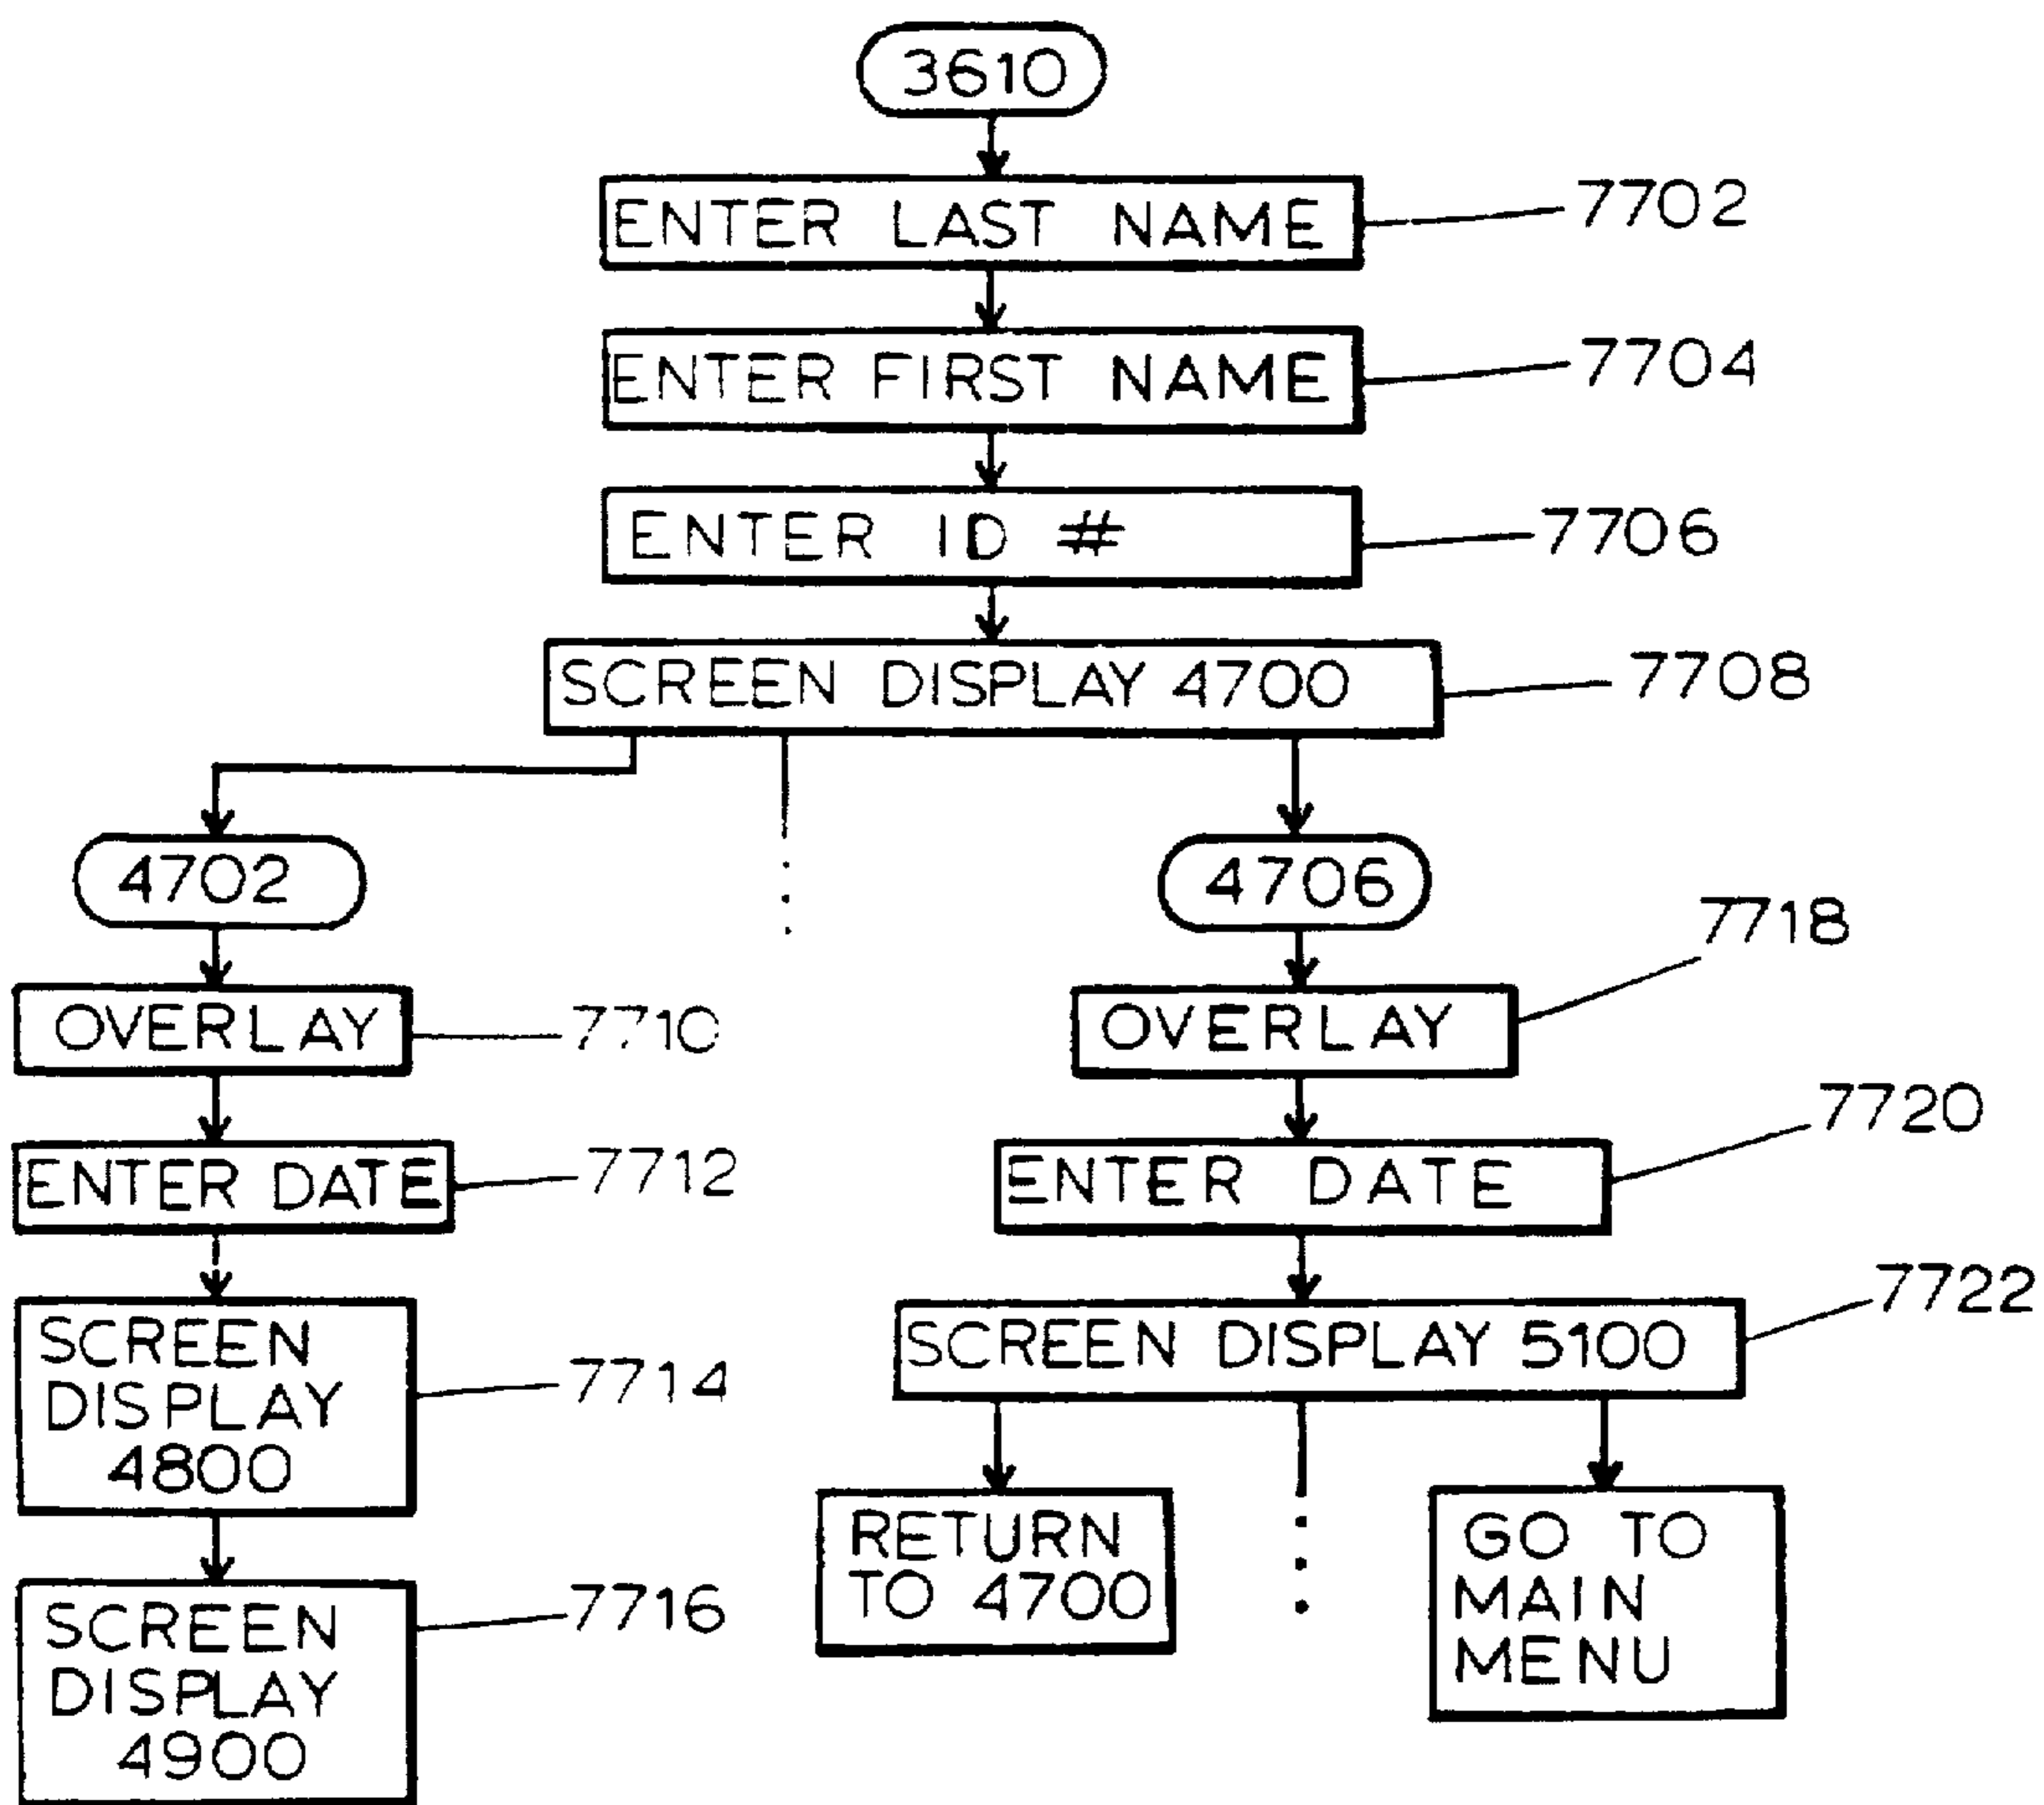 3610
ENTER LAST NAME
7702
ENTER FIRST NAME
7704
ENTER ID #
7706
SCREEN DISPLAY 4700
7708
4702
4706
OVERLAY
7710
OVERLAY
7718
ENTER DATE
7712
ENTER DATE
7720
SCREEN
DISPLAY
4800
7714
SCREEN DISPLAY 5100
7722
SCREEN
DISPLAY
4900
7716
RETURN
TO 4700
GO TO
MAIN
MENU